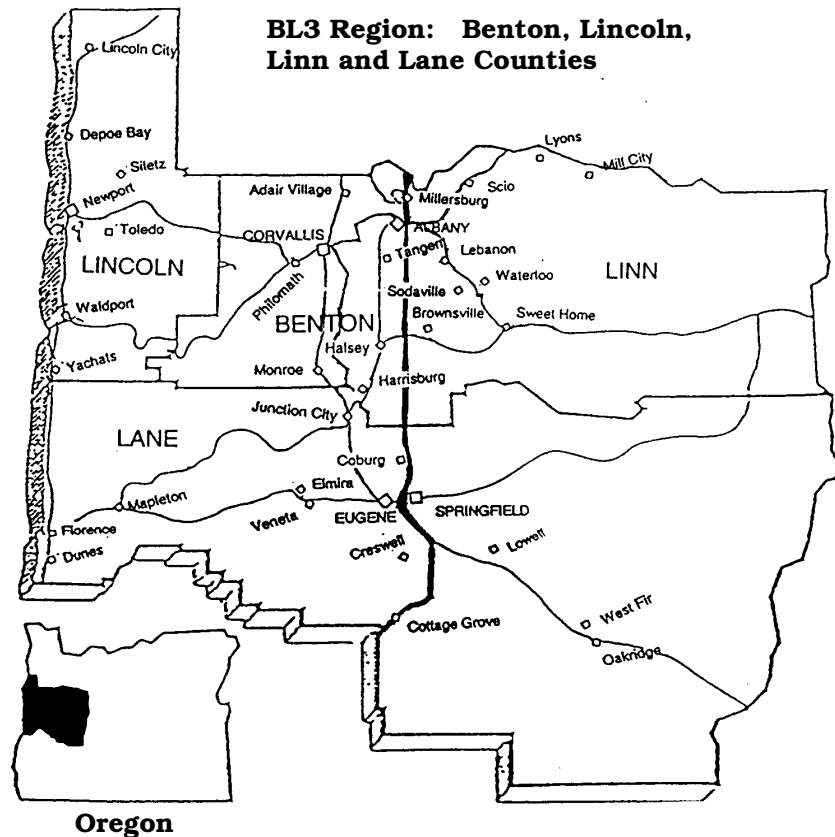 BL3 Region: Benton, Lincoln,
Linn and Lane Counties
Lincoln City
Depoe Bay
Siletz
Newport
Toledo
LINCOLN
Waldport
Yachats
Adair Village
CORVALLIS
Philomath
BENTON
Monroe
Millersburg
ALBANY
Tangent
Lyons
Mill City
Scio
Lebanon
Waterloo
Sodaville
LINN
Brownsville
Sweet Home
Halsey
Harrisburg
Junction City
LANE
Coburg
Mapleton
Elmira
Veneta
EUGENE
SPRINGFIELD
Florence
Dunes
Creswell
Lowell
Cottage Grove
West Fir
Oakridge
Oregon